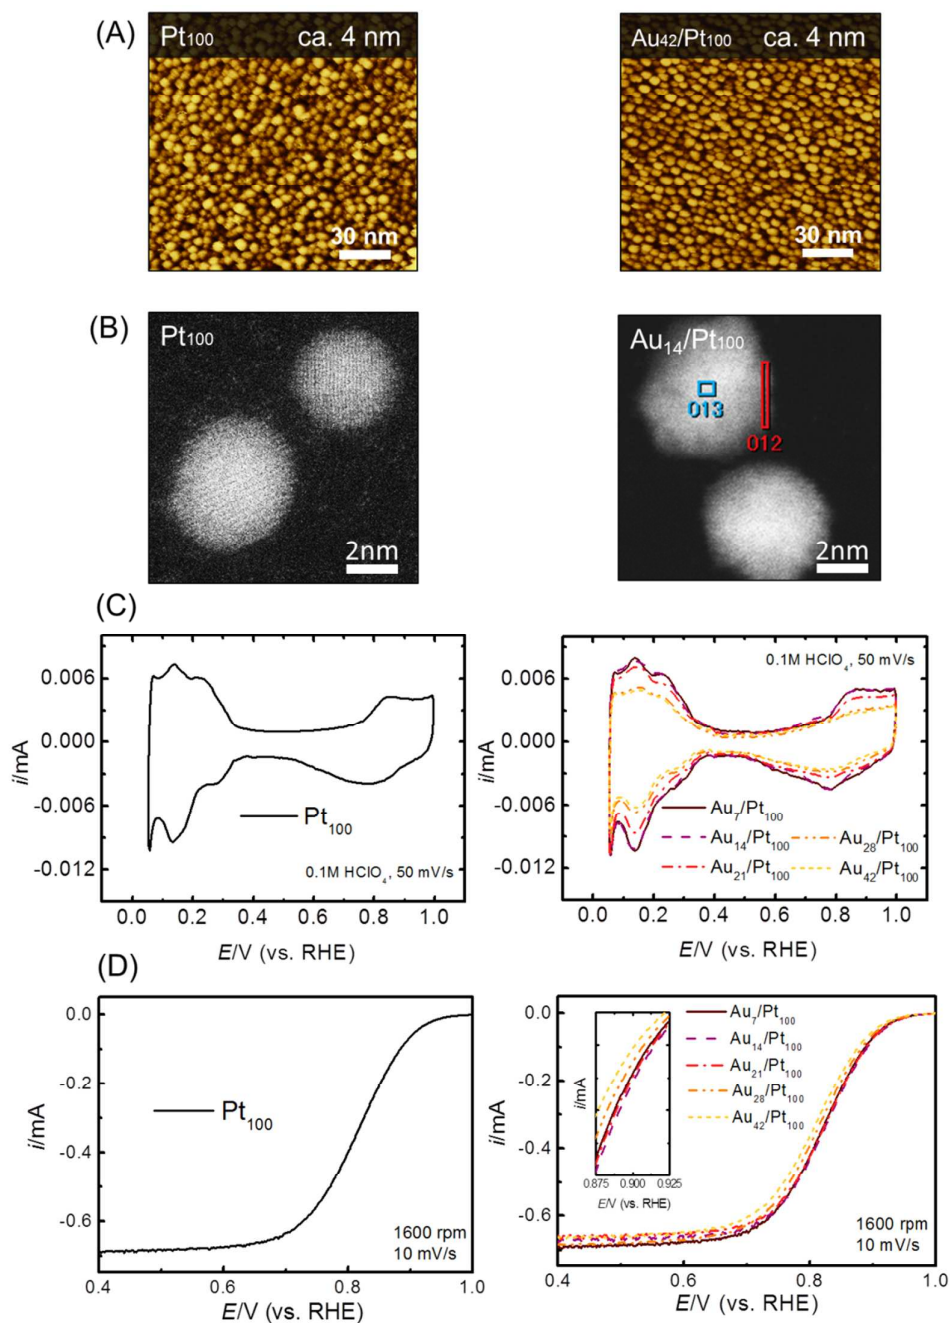 (A)
Pt₁₀₀ ca. 4 nm
30 nm
Au₄₂/Pt₁₀₀ ca. 4 nm
30 nm
(B)
Pt₁₀₀
2nm
Au₁₄/Pt₁₀₀
013
012
2nm
(C)
i/mA
0.006
0.000
-0.006
-0.012
Pt₁₀₀
0.1M HClO₄, 50 mV/s
0.0 0.2 0.4 0.6 0.8 1.0
E/V (vs. RHE)
i/mA
0.006
0.000
-0.006
-0.012
0.1M HClO₄, 50 mV/s
Au₇/Pt₁₀₀
Au₁₄/Pt₁₀₀
Au₂₁/Pt₁₀₀
Au₂₈/Pt₁₀₀
Au₄₂/Pt₁₀₀
0.0 0.2 0.4 0.6 0.8 1.0
E/V (vs. RHE)
(D)
i/mA
0.0
-0.2
-0.4
-0.6
Pt₁₀₀
1600 rpm
10 mV/s
0.4 0.6 0.8 1.0
E/V (vs. RHE)
i/mA
0.0
-0.2
-0.4
-0.6
i/mA
0.875 0.900 0.925
E/V (vs. RHE)
Au₇/Pt₁₀₀
Au₁₄/Pt₁₀₀
Au₂₁/Pt₁₀₀
Au₂₈/Pt₁₀₀
Au₄₂/Pt₁₀₀
1600 rpm
10 mV/s
0.4 0.6 0.8 1.0
E/V (vs. RHE)